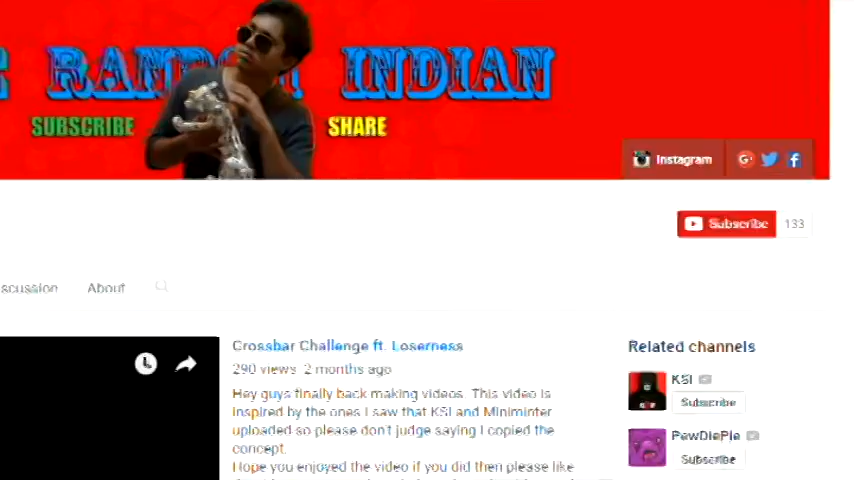 RANDOM INDIAN
SUBSCRIBE
SHARE
Instagram
Subscribe 133
scussion About
Crossbar Challenge ft. Loserness
290 views 2 months ago
Hey guys finally back making videos. This video is
inspired by the ones I saw that KSI and Miniminter
uploaded so please don't judge saying I copied the
concept.
Hope you enjoyed the video if you did then please like
Related channels
KSI
Subscribe
PewDiePie
Subscribe